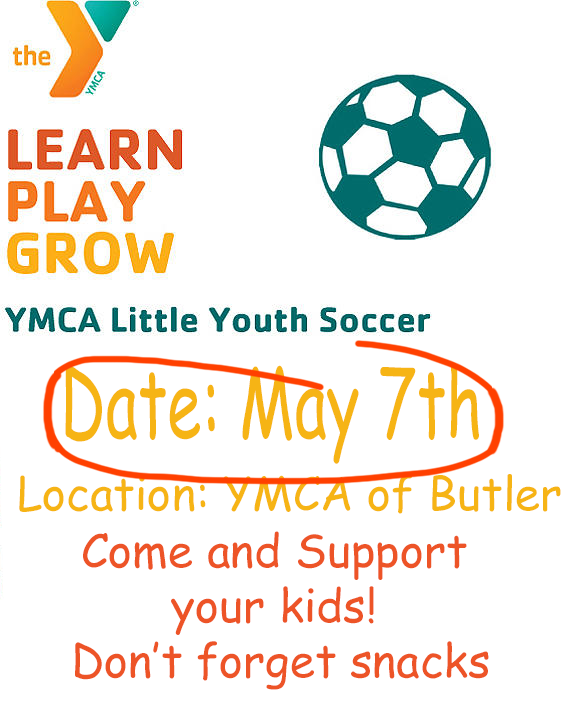 the
YMCA
LEARN
PLAY
GROW
YMCA Little Youth Soccer
Date: May 7th
Location: YMCA of Butler
Come and Support
your kids!
Don't forget snacks